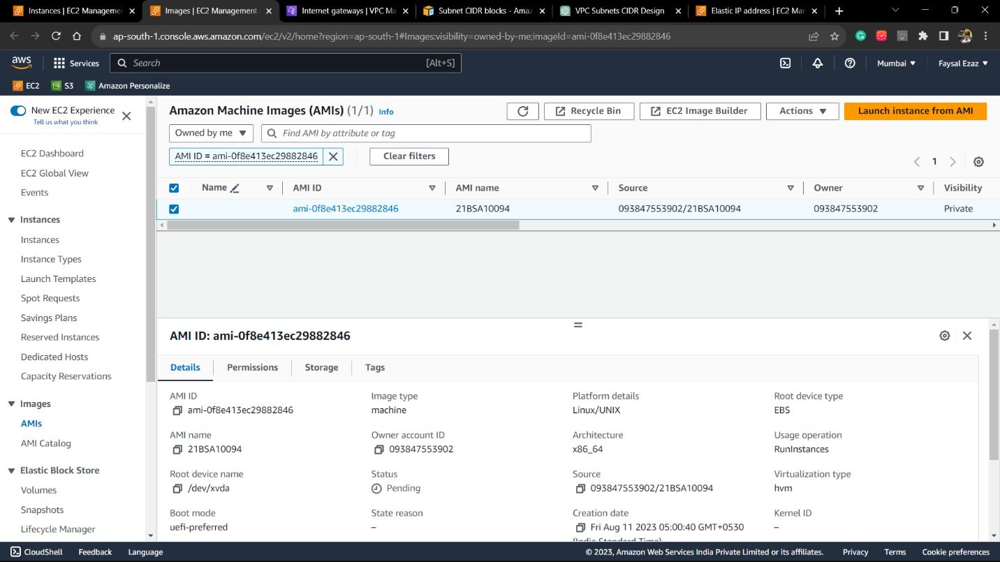 Instances | EC2 Managemen
Images | EC2 Management
Internet gateways | VPC Ma
Subnet CIDR blocks - Amaz
VPC Subnets CIDR Design
Elastic IP address | EC2 Man
ap-south-1.console.aws.amazon.com/ec2/v2/home?region=ap-south-1#Images:visibility=owned-by-me;imageId=ami-0f8e413ec29882846
aws
Services
Search
[Alt+S]
Mumbai
Faysal Ezaz
EC2
S3
Amazon Personalize
New EC2 Experience
Tell us what you think
EC2 Dashboard
EC2 Global View
Events
Instances
Instances
Instance Types
Launch Templates
Spot Requests
Savings Plans
Reserved Instances
Dedicated Hosts
Capacity Reservations
Images
AMIs
AMI Catalog
Elastic Block Store
Volumes
Snapshots
Lifecycle Manager
Amazon Machine Images (AMIs) (1/1) Info
Recycle Bin
EC2 Image Builder
Actions
Launch instance from AMI
Owned by me
Find AMI by attribute or tag
AMI ID = ami-0f8e413ec29882846
Clear filters
1
Name
AMI ID
AMI name
Source
Owner
Visibility
ami-0f8e413ec29882846
21BSA10094
093847553902/21BSA10094
093847553902
Private
AMI ID: ami-0f8e413ec29882846
Details
Permissions
Storage
Tags
AMI ID
ami-0f8e413ec29882846
Image type
machine
Platform details
Linux/UNIX
Root device type
EBS
AMI name
21BSA10094
Owner account ID
093847553902
Architecture
x86_64
Usage operation
RunInstances
Root device name
/dev/xvda
Status
Pending
Source
093847553902/21BSA10094
Virtualization type
hvm
Boot mode
uefi-preferred
State reason
–
Creation date
Fri Aug 11 2023 05:00:40 GMT+0530
(India Standard Time)
Kernel ID
–
CloudShell
Feedback
Language
© 2023, Amazon Web Services India Private Limited or its affiliates.
Privacy
Terms
Cookie preferences